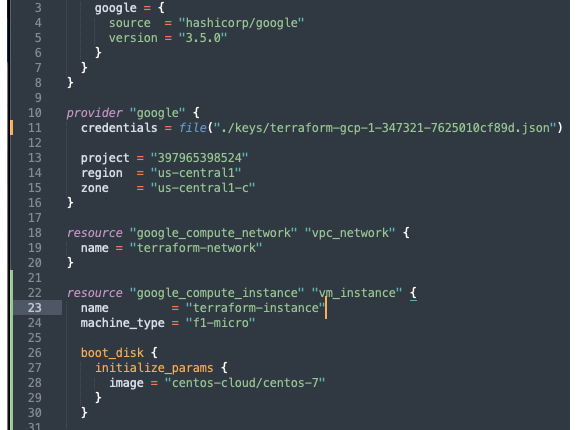 3 google = {
4 source = "hashicorp/google"
5 version = "3.5.0"
6 }
7 }
8 }
9
10 provider "google" {
11 credentials = file("./keys/terraform-gcp-1-347321-7625010cf89d.json")
12
13 project = "397965398524"
14 region = "us-central1"
15 zone = "us-central1-c"
16 }
17
18 resource "google_compute_network" "vpc_network" {
19 name = "terraform-network"
20 }
21
22 resource "google_compute_instance" "vm_instance" {
23 name = "terraform-instance"
24 machine_type = "f1-micro"
25
26 boot_disk {
27 initialize_params {
28 image = "centos-cloud/centos-7"
29 }
30 }
31